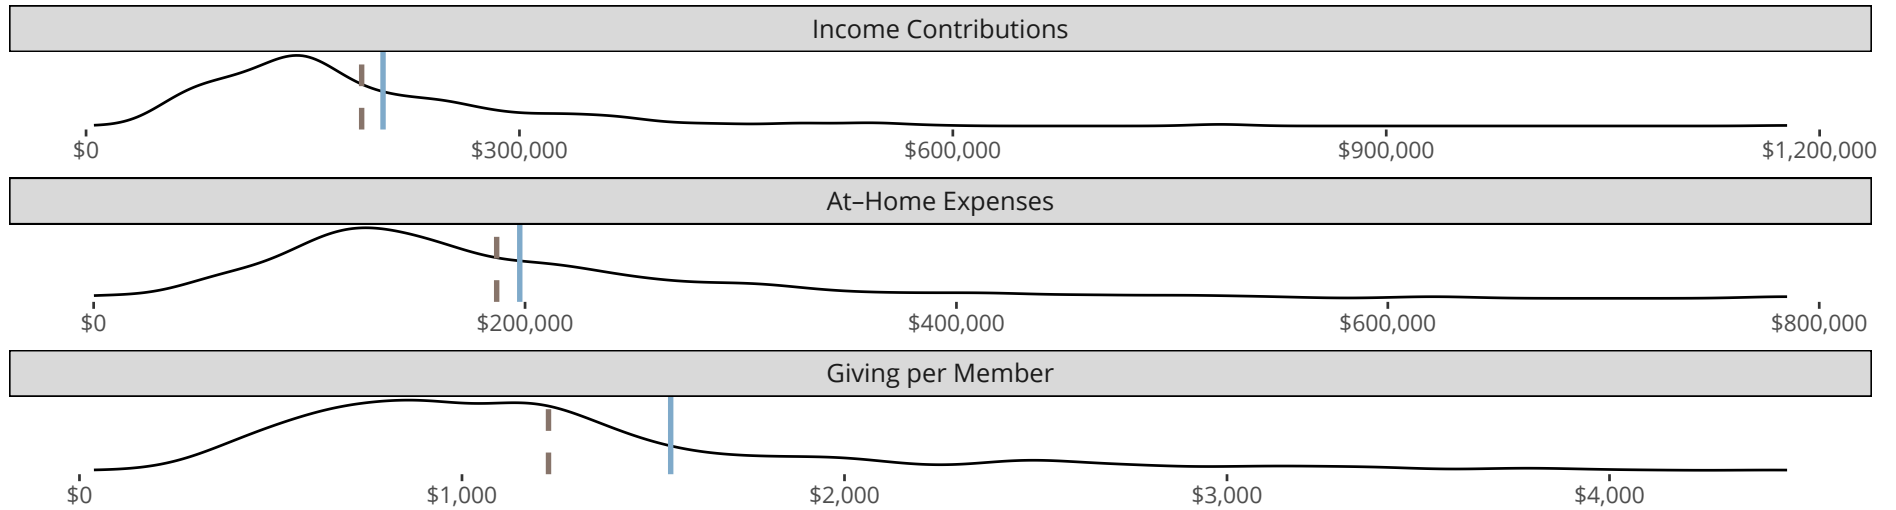 Income Contributions
$0 $300,000 $600,000 $900,000 $1,200,000
At–Home Expenses
$0 $200,000 $400,000 $600,000 $800,000
Giving per Member
$0 $1,000 $2,000 $3,000 $4,000